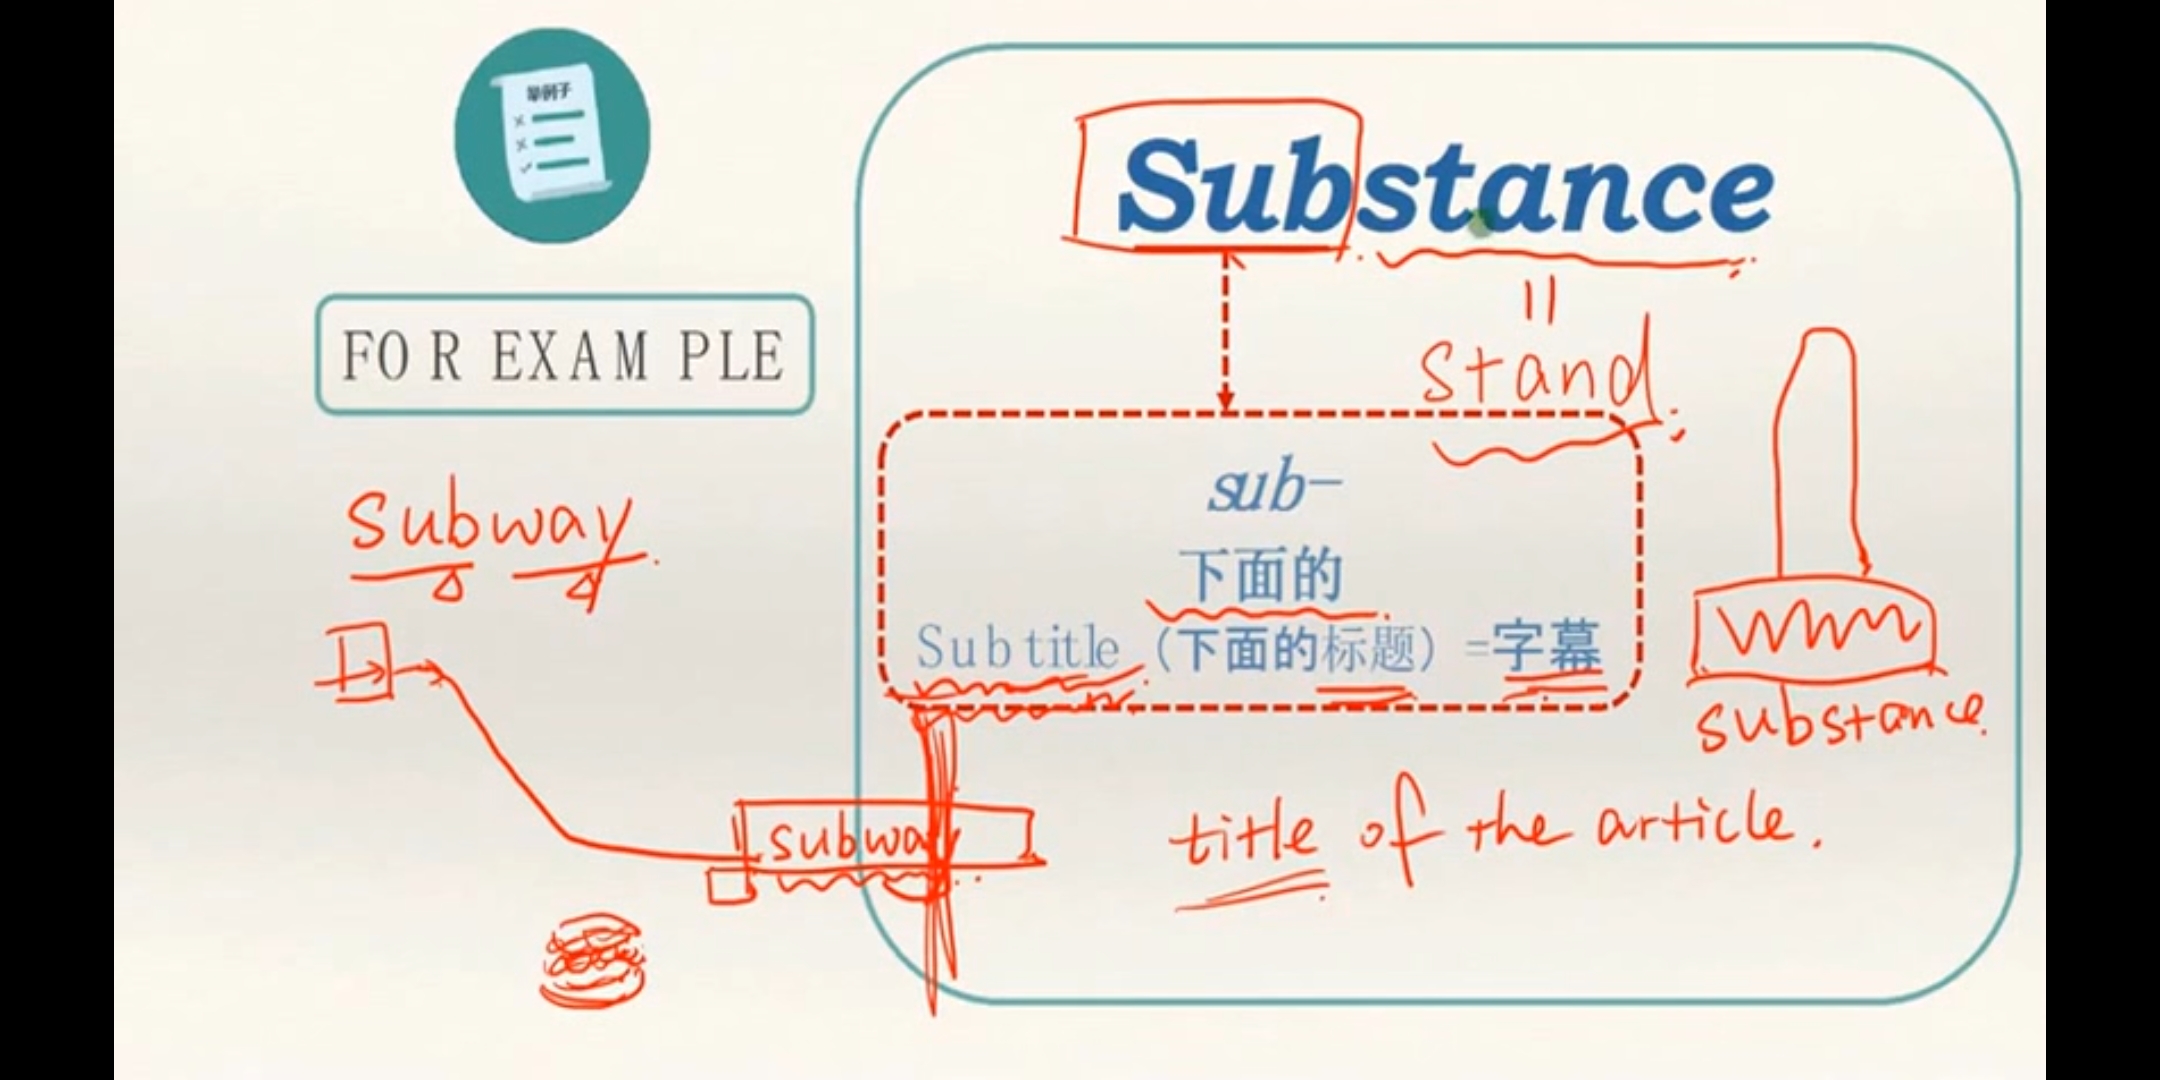 举例子
FOR EXAMPLE
Substance
stand
sub-
下面的
Subtitle（下面的标题）=字幕
subway
substance
subway
title of the article.